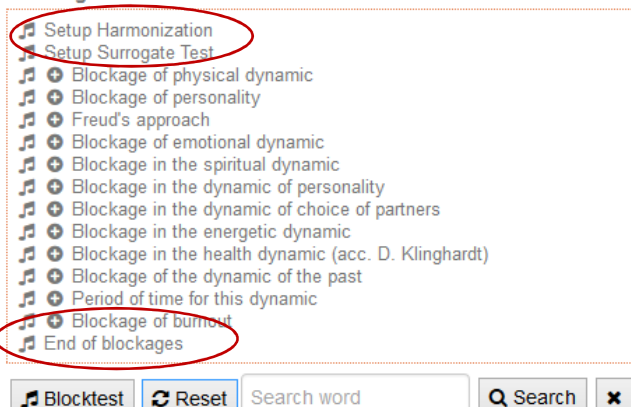 Setup Harmonization
Setup Surrogate Test
Blockage of physical dynamic
Blockage of personality
Freud's approach
Blockage of emotional dynamic
Blockage in the spiritual dynamic
Blockage in the dynamic of personality
Blockage in the dynamic of choice of partners
Blockage in the energetic dynamic
Blockage in the health dynamic (acc. D. Klinghardt)
Blockage of the dynamic of the past
Period of time for this dynamic
Blockage of burnout
End of blockages
Blocktest Reset Search word Search